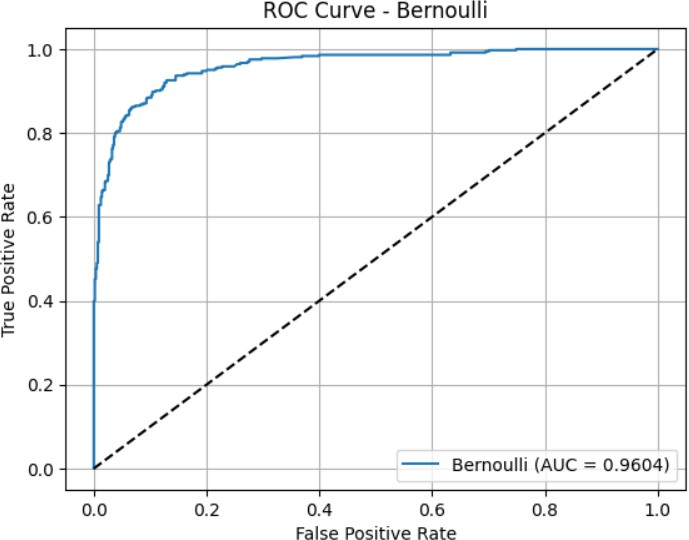 ROC Curve - Bernoulli
True Positive Rate
1.0
0.8
0.6
0.4
0.2
0.0
Bernoulli (AUC = 0.9604)
0.0 0.2 0.4 0.6 0.8 1.0
False Positive Rate